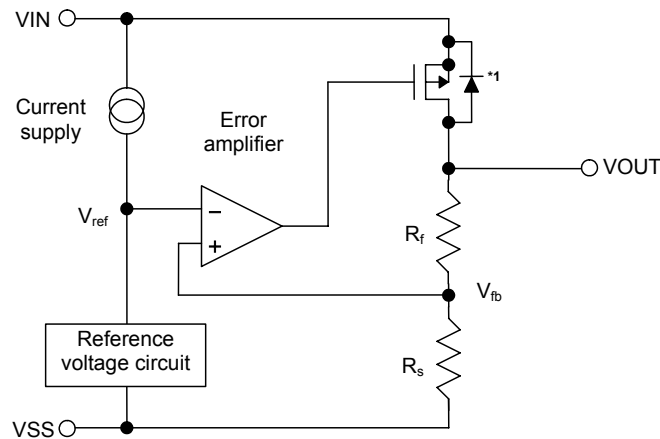 VIN
*1
Current
supply
Error
amplifier
VOUT
Vref
−
+
Rf
Vfb
Reference
voltage circuit
Rs
VSS